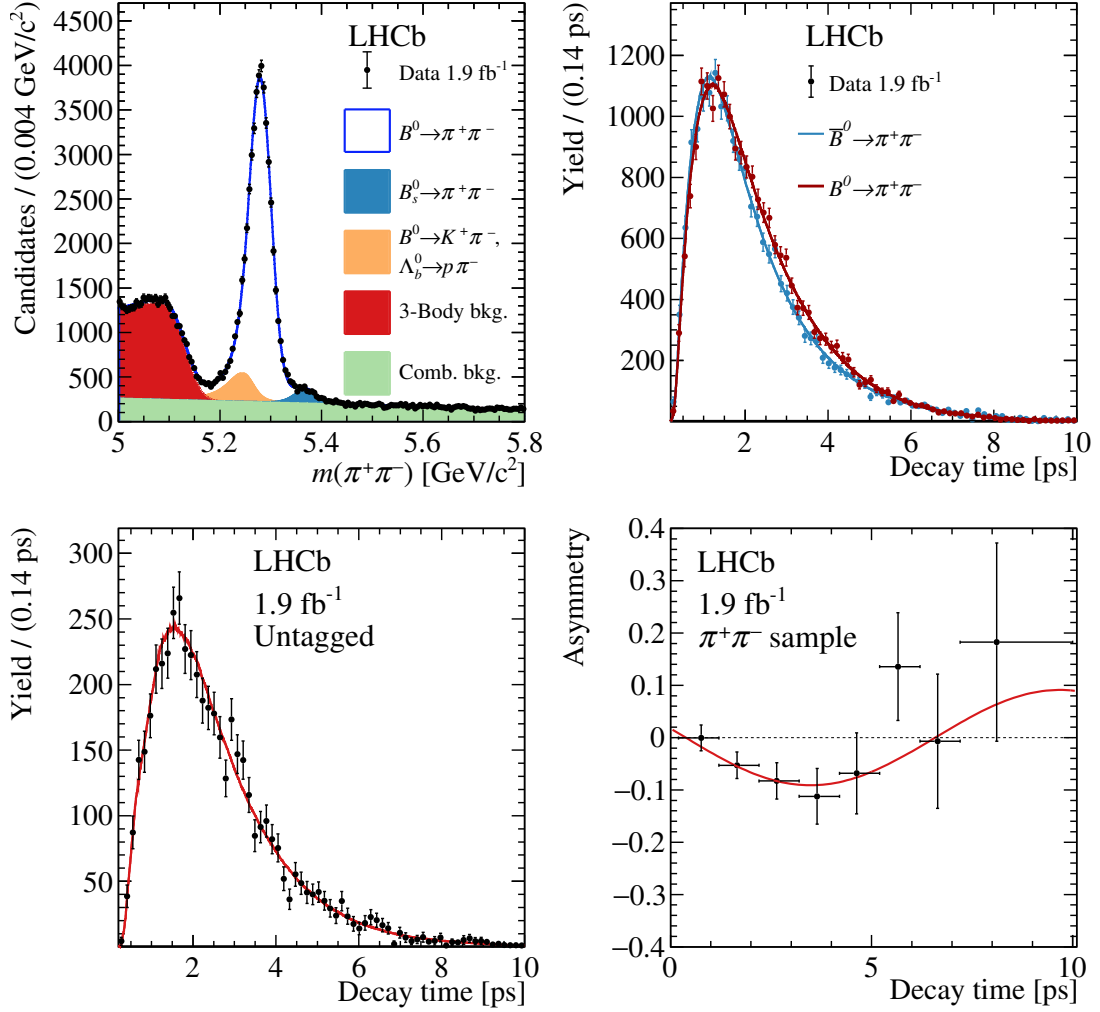 Candidates / (0.004 GeV/c²)
4500
4000
3500
3000
2500
2000
1500
1000
500
0
LHCb
Data 1.9 fb⁻¹
B⁰→π⁺π⁻
B⁰ₛ→π⁺π⁻
B⁰→K⁺π⁻,
Λ⁰_b→pπ⁻
3-Body bkg.
Comb. bkg.
5 5.2 5.4 5.6 5.8
m(π⁺π⁻) [GeV/c²]
Yield / (0.14 ps)
1200
1000
800
600
400
200
LHCb
Data 1.9 fb⁻¹
B̅⁰→π⁺π⁻
B⁰→π⁺π⁻
2 4 6 8 10
Decay time [ps]
Yield / (0.14 ps)
300
250
200
150
100
50
LHCb
1.9 fb⁻¹
Untagged
2 4 6 8 10
Decay time [ps]
Asymmetry
0.4
0.3
0.2
0.1
0
−0.1
−0.2
−0.3
−0.4
LHCb
1.9 fb⁻¹
π⁺π⁻ sample
0 5 10
Decay time [ps]